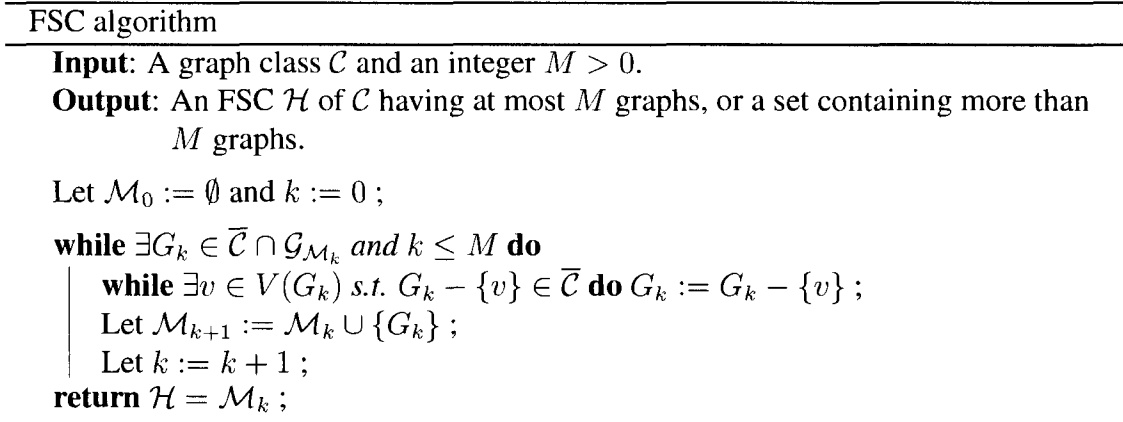 FSC algorithm
Input: A graph class 𝒞 and an integer M > 0.
Output: An FSC ℋ of 𝒞 having at most M graphs, or a set containing more than
M graphs.
Let ℳ₀ := ∅ and k := 0 ;
while ∃Gₖ ∈ 𝒞̅ ∩ 𝒢_{ℳₖ} and k ≤ M do
while ∃v ∈ V(Gₖ) s.t. Gₖ − {v} ∈ 𝒞̅ do Gₖ := Gₖ − {v} ;
Let ℳₖ₊₁ := ℳₖ ∪ {Gₖ} ;
Let k := k + 1 ;
return ℋ = ℳₖ ;